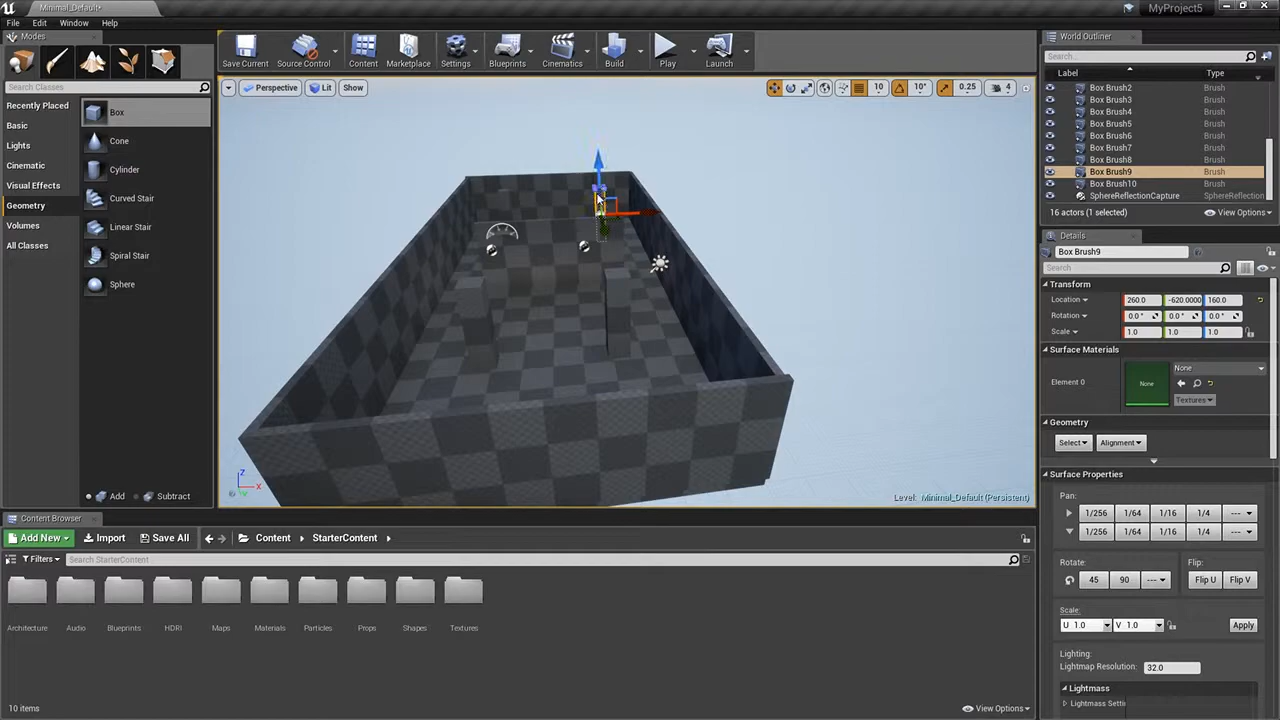 Minimal_Default*
MyProject5
File Edit Window Help
Modes
Search Classes
Recently Placed
Basic
Lights
Cinematic
Visual Effects
Geometry
Volumes
All Classes
Box
Cone
Cylinder
Curved Stair
Linear Stair
Spiral Stair
Sphere
Add Subtract
Save Current Source Control Content Marketplace Settings Blueprints Cinematics Build Play Launch
Perspective Lit Show 10 10° 0.25 4
Z
X
Y
Level: Minimal_Default (Persistent)
World Outliner
Search...
Label Type
Box Brush2 Brush
Box Brush3 Brush
Box Brush4 Brush
Box Brush5 Brush
Box Brush6 Brush
Box Brush7 Brush
Box Brush8 Brush
Box Brush9 Brush
Box Brush10 Brush
SphereReflectionCapture SphereReflection
16 actors (1 selected) View Options
Details
Box Brush9
Search
Transform
Location 260.0 -620.0000 160.0
Rotation 0.0° 0.0° 0.0°
Scale 1.0 1.0 1.0
Surface Materials
Element 0 None None
Textures
Geometry
Select Alignment
Surface Properties
Pan:
1/256 1/64 1/16 1/4 ---
1/256 1/64 1/16 1/4 ---
Rotate: Flip:
45 90 --- Flip U Flip V
Scale:
U 1.0 V 1.0 Apply
Lighting:
Lightmap Resolution: 32.0
Lightmass
Lightmass Setti
Content Browser
Add New Import Save All Content StarterContent
Filters Search StarterContent
Architecture Audio Blueprints HDRI Maps Materials Particles Props Shapes Textures
10 items View Options